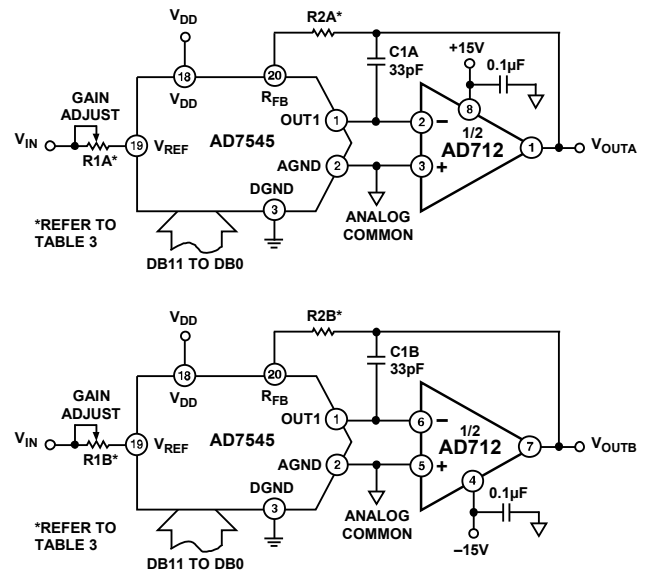 VDD
R2A*
C1A
33pF
+15V
0.1µF
GAIN
ADJUST
18
VDD
20
RFB
OUT1
1
2
–
8
1/2
AD712
1
VOUTA
VIN
R1A*
19
VREF
AD7545
AGND
2
3
+
DGND
3
ANALOG
COMMON
*REFER TO
TABLE 3
DB11 TO DB0
VDD
R2B*
C1B
33pF
GAIN
ADJUST
18
VDD
20
RFB
OUT1
1
6
–
1/2
AD712
7
VOUTB
VIN
R1B*
19
VREF
AD7545
AGND
2
5
+
4
0.1µF
DGND
3
ANALOG
COMMON
–15V
*REFER TO
TABLE 3
DB11 TO DB0